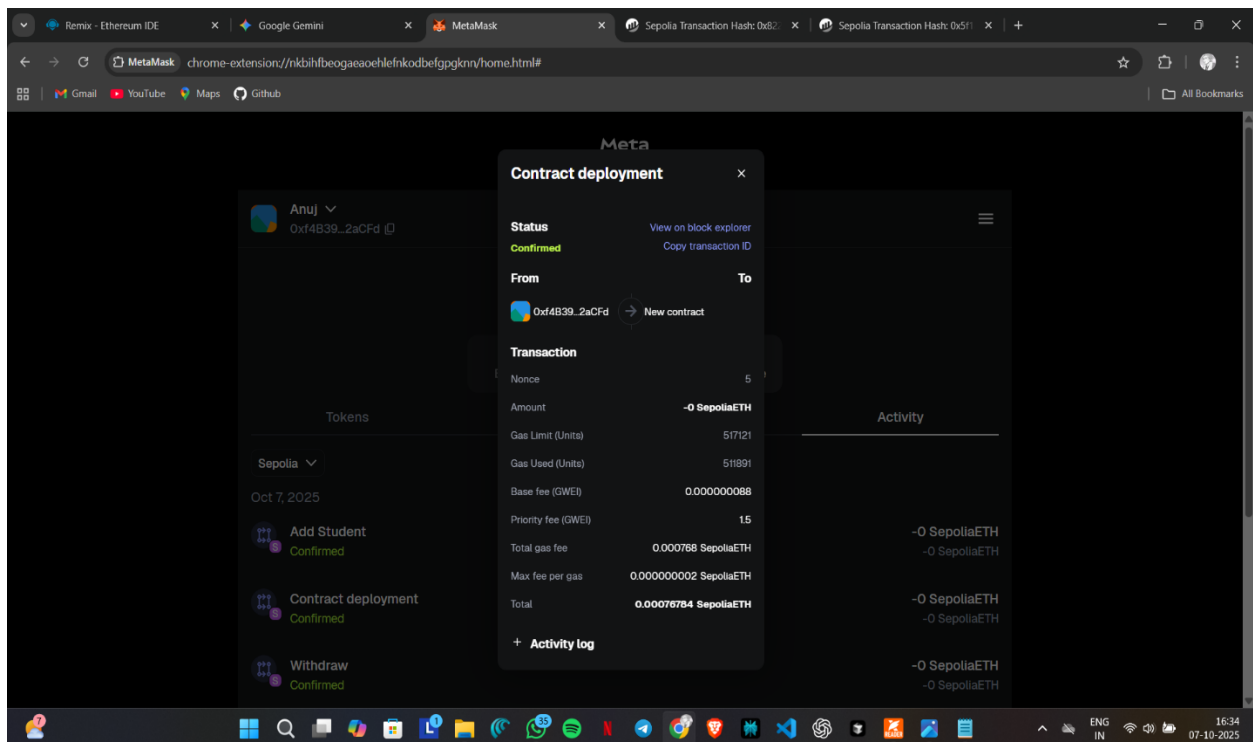 Remix - Ethereum IDE
Google Gemini
MetaMask
Sepolia Transaction Hash: 0x82
Sepolia Transaction Hash: 0x5f1
MetaMask chrome-extension://nkbihfbeogaeaoehlefnkodbefgpgknn/home.html#
Gmail YouTube Maps Github All Bookmarks
Meta
Anuj
0xf4B39...2aCFd
Tokens
Activity
Sepolia
Oct 7, 2025
Add Student -0 SepoliaETH
Confirmed -0 SepoliaETH
Contract deployment -0 SepoliaETH
Confirmed -0 SepoliaETH
Withdraw -0 SepoliaETH
Confirmed -0 SepoliaETH
Contract deployment
Status View on block explorer
Confirmed Copy transaction ID
From To
0xf4B39...2aCFd New contract
Transaction
Nonce 5
Amount -0 SepoliaETH
Gas Limit (Units) 517121
Gas Used (Units) 511891
Base fee (GWEI) 0.000000088
Priority fee (GWEI) 1.5
Total gas fee 0.000768 SepoliaETH
Max fee per gas 0.000000002 SepoliaETH
Total 0.00076784 SepoliaETH
+ Activity log
7
1
35
READER
ENG
IN
16:34
07-10-2025